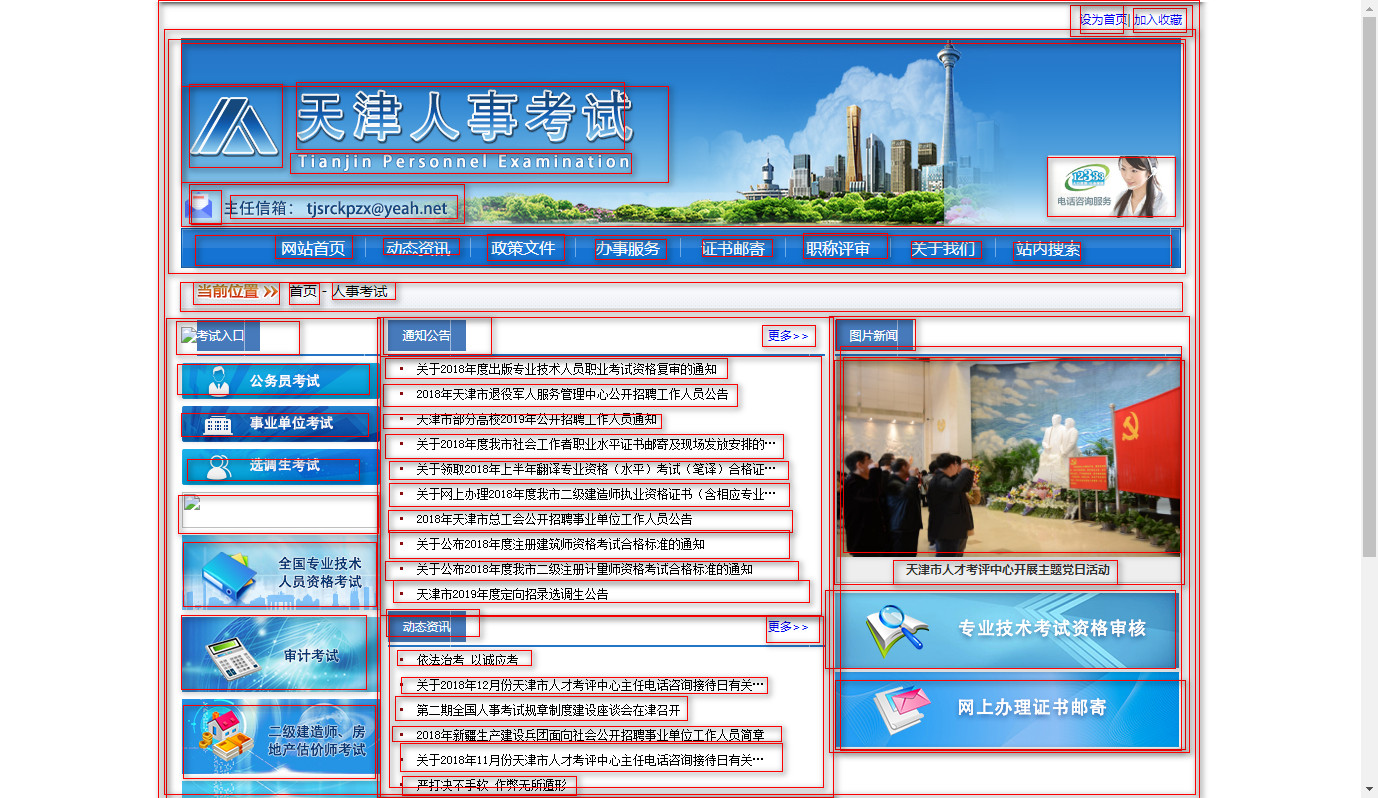 设为首页| 加入收藏
天津人事考试
Tianjin Personnel Examination
12333
电话咨询服务
主任信箱： tjsrckpzx@yeah.net
网站首页 动态资讯 政策文件 办事服务 证书邮寄 职称评审 关于我们 站内搜索
当前位置 >> 首页 - 人事考试
考试入口
公务员考试
事业单位考试
选调生考试
全国专业技术
人员资格考试
审计考试
二级建造师、房
地产估价师考试
通知公告 更多>>
关于2018年度出版专业技术人员职业考试资格复审的通知
2018年天津市退役军人服务管理中心公开招聘工作人员公告
天津市部分高校2019年公开招聘工作人员通知
关于2018年度我市社会工作者职业水平证书邮寄及现场发放安排的…
关于领取2018年上半年翻译专业资格（水平）考试（笔译）合格证…
关于网上办理2018年度我市二级建造师执业资格证书（含相应专业…
2018年天津市总工会公开招聘事业单位工作人员公告
关于公布2018年度注册建筑师资格考试合格标准的通知
关于公布2018年度我市二级注册计量师资格考试合格标准的通知
天津市2019年度定向招录选调生公告
动态资讯 更多>>
依法治考 以诚应考
关于2018年12月份天津市人才考评中心主任电话咨询接待日有关…
第二期全国人事考试规章制度建设座谈会在津召开
2018年新疆生产建设兵团面向社会公开招聘事业单位工作人员简章
关于2018年11月份天津市人才考评中心主任电话咨询接待日有关…
严打决不手软 作弊无所遁形
图片新闻
天津市人才考评中心开展主题党日活动
专业技术考试资格审核
网上办理证书邮寄